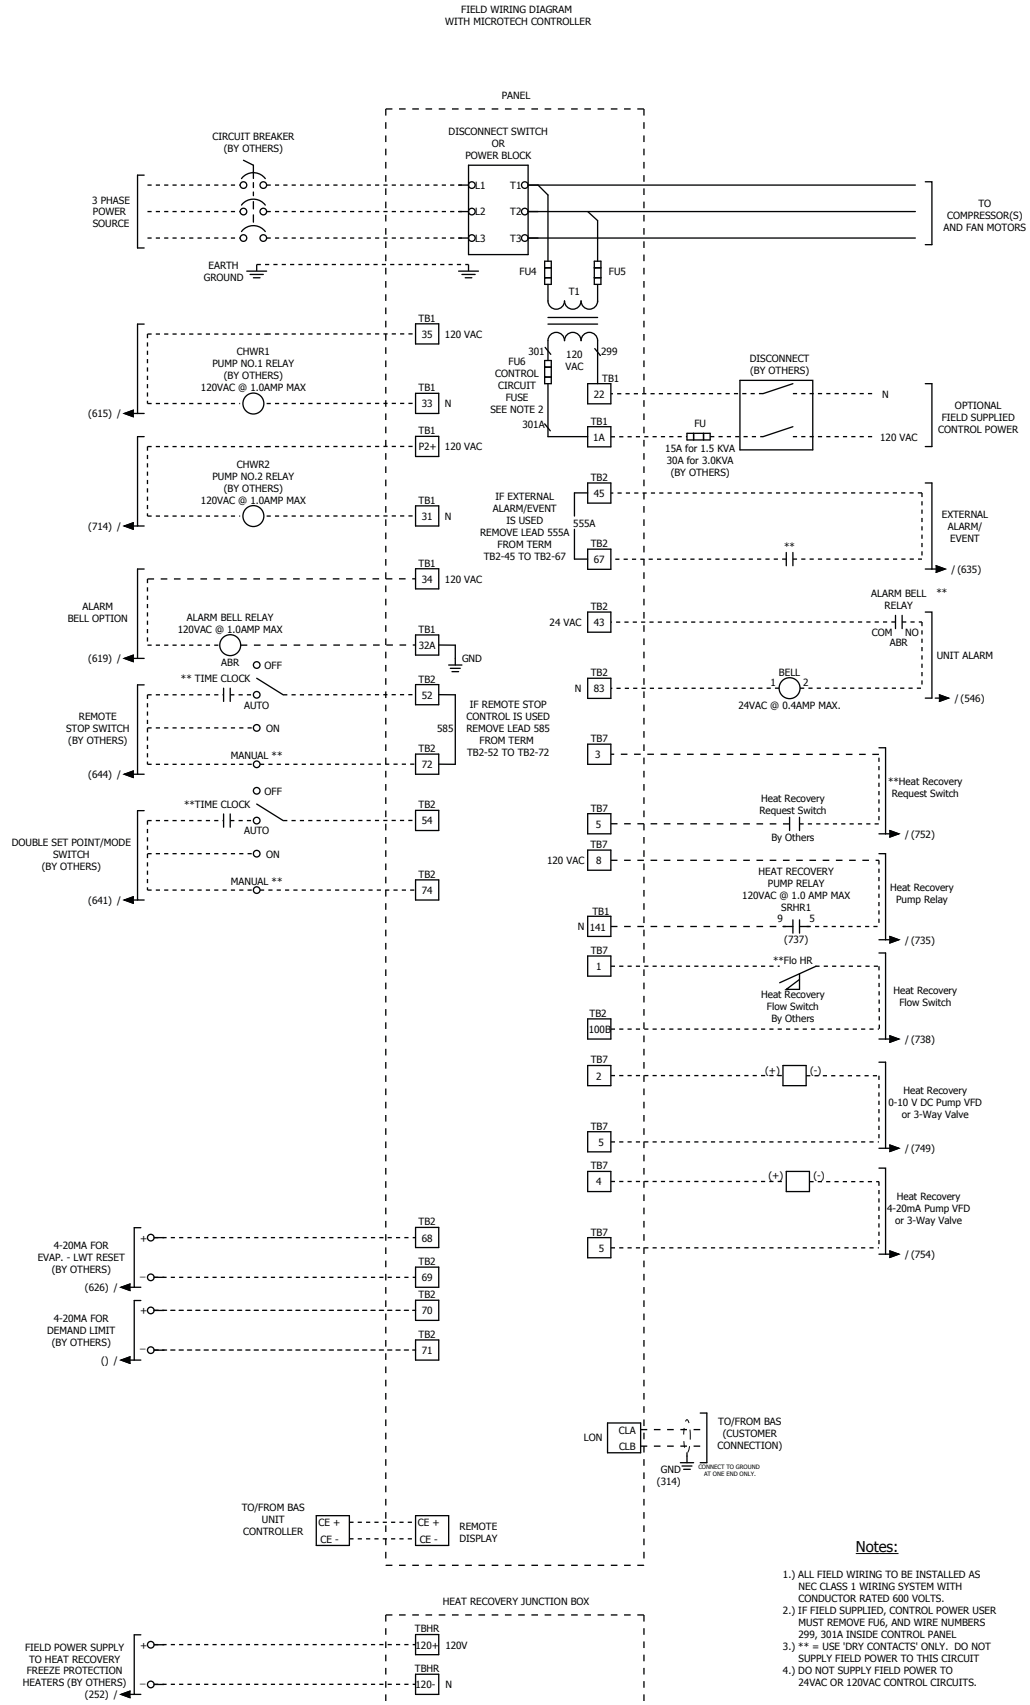 FIELD WIRING DIAGRAM
WITH MICROTECH CONTROLLER
PANEL
CIRCUIT BREAKER
(BY OTHERS)
DISCONNECT SWITCH
OR
POWER BLOCK
3 PHASE
POWER
SOURCE
L1
T1
L2
T2
L3
T3
TO
COMPRESSOR(S)
AND FAN MOTORS
EARTH
GROUND
FU4
FU5
T1
TB1
35
120 VAC
CHWR1
PUMP NO.1 RELAY
(BY OTHERS)
120VAC @ 1.0AMP MAX
(615) /
TB1
33
N
301
120
VAC
299
FU6
CONTROL
CIRCUIT
FUSE
SEE NOTE 2
301A
TB1
22
TB1
1A
DISCONNECT
(BY OTHERS)
N
FU
15A for 1.5 KVA
30A for 3.0KVA
(BY OTHERS)
120 VAC
OPTIONAL
FIELD SUPPLIED
CONTROL POWER
TB1
P2+
120 VAC
CHWR2
PUMP NO.2 RELAY
(BY OTHERS)
120VAC @ 1.0AMP MAX
(714) /
TB1
31
N
IF EXTERNAL
ALARM/EVENT
IS USED
REMOVE LEAD 555A
FROM TERM
TB2-45 TO TB2-67
TB2
45
555A
TB2
67
**
EXTERNAL
ALARM/
EVENT
/ (635)
TB1
34
120 VAC
ALARM
BELL OPTION
ALARM BELL RELAY
120VAC @ 1.0AMP MAX
ABR
(619) /
TB1
32A
GND
24 VAC
TB2
43
ALARM BELL
RELAY
**
COM
NO
ABR
UNIT ALARM
N
TB2
83
BELL
1
2
24VAC @ 0.4AMP MAX.
/ (546)
OFF
** TIME CLOCK
AUTO
ON
MANUAL **
REMOTE
STOP SWITCH
(BY OTHERS)
(644) /
TB2
52
585
TB2
72
IF REMOTE STOP
CONTROL IS USED
REMOVE LEAD 585
FROM TERM
TB2-52 TO TB2-72
TB7
3
**Heat Recovery
Request Switch
Heat Recovery
Request Switch
By Others
TB7
5
/ (752)
OFF
**TIME CLOCK
AUTO
ON
MANUAL **
DOUBLE SET POINT/MODE
SWITCH
(BY OTHERS)
(641) /
TB2
54
TB2
74
120 VAC
TB7
8
HEAT RECOVERY
PUMP RELAY
120VAC @ 1.0 AMP MAX
SRHR1
9
5
(737)
Heat Recovery
Pump Relay
N
TB1
141
/ (735)
TB7
1
**Flo HR
Heat Recovery
Flow Switch
By Others
Heat Recovery
Flow Switch
TB2
100B
/ (738)
TB7
2
(+)
(-)
Heat Recovery
0-10 V DC Pump VFD
or 3-Way Valve
TB7
5
/ (749)
TB7
4
(+)
(-)
Heat Recovery
4-20mA Pump VFD
or 3-Way Valve
TB7
5
/ (754)
4-20MA FOR
EVAP. - LWT RESET
(BY OTHERS)
(626) /
+
TB2
68
−
TB2
69
4-20MA FOR
DEMAND LIMIT
(BY OTHERS)
() /
+
TB2
70
−
TB2
71
LON
CLA
CLB
TO/FROM BAS
(CUSTOMER
CONNECTION)
GND
(314)
CONNECT TO GROUND
AT ONE END ONLY.
TO/FROM BAS
UNIT
CONTROLLER
CE +
CE -
CE +
CE -
REMOTE
DISPLAY
HEAT RECOVERY JUNCTION BOX
FIELD POWER SUPPLY
TO HEAT RECOVERY
FREEZE PROTECTION
HEATERS (BY OTHERS)
(252) /
+
TBHR
120+
120V
−
TBHR
120-
N
Notes:
1.) ALL FIELD WIRING TO BE INSTALLED AS
NEC CLASS 1 WIRING SYSTEM WITH
CONDUCTOR RATED 600 VOLTS.
2.) IF FIELD SUPPLIED, CONTROL POWER USER
MUST REMOVE FU6, AND WIRE NUMBERS
299, 301A INSIDE CONTROL PANEL
3.) ** = USE 'DRY CONTACTS' ONLY. DO NOT
SUPPLY FIELD POWER TO THIS CIRCUIT
4.) DO NOT SUPPLY FIELD POWER TO
24VAC OR 120VAC CONTROL CIRCUITS.